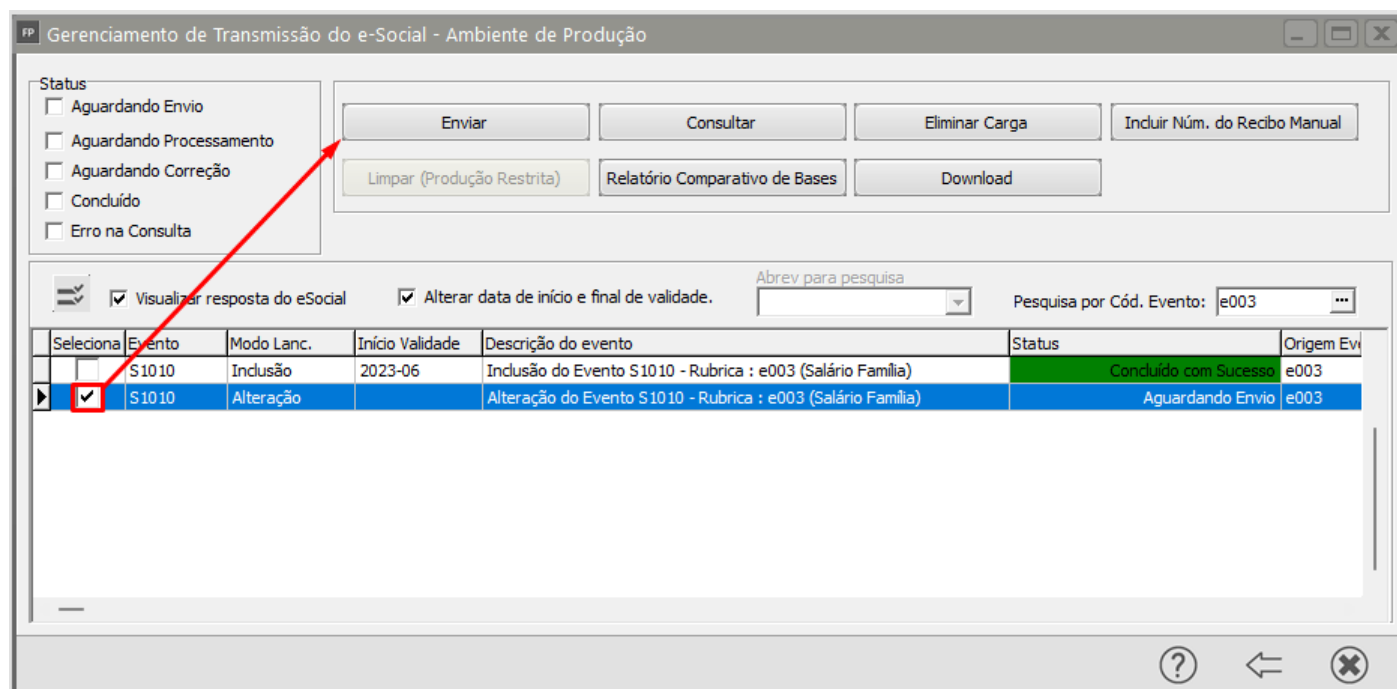 FP Gerenciamento de Transmissão do e-Social - Ambiente de Produção
Status
Aguardando Envio
Aguardando Processamento
Aguardando Correção
Concluído
Erro na Consulta
Enviar Consultar Eliminar Carga Incluir Núm. do Recibo Manual
Limpar (Produção Restrita) Relatório Comparativo de Bases Download
Visualizar resposta do eSocial Alterar data de início e final de validade. Abrev para pesquisa Pesquisa por Cód. Evento: e003 ...
Seleciona Evento Modo Lanc. Início Validade Descrição do evento Status Origem Eve
S1010 Inclusão 2023-06 Inclusão do Evento S1010 - Rubrica : e003 (Salário Família) Concluído com Sucesso e003
S1010 Alteração Alteração do Evento S1010 - Rubrica : e003 (Salário Família) Aguardando Envio e003
?